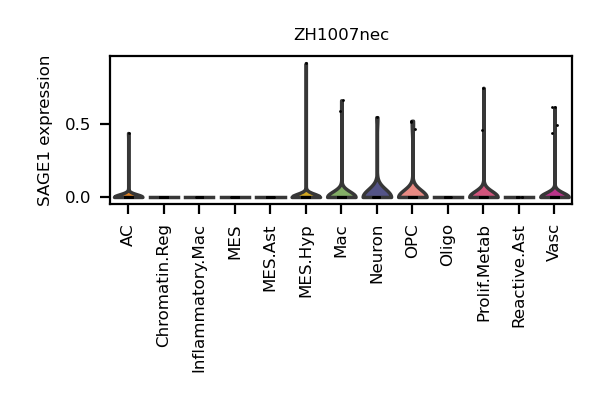 ZH1007nec
SAGE1 expression
0.5
0.0
AC
Chromatin.Reg
Inflammatory.Mac
MES
MES.Ast
MES.Hyp
Mac
Neuron
OPC
Oligo
Prolif.Metab
Reactive.Ast
Vasc